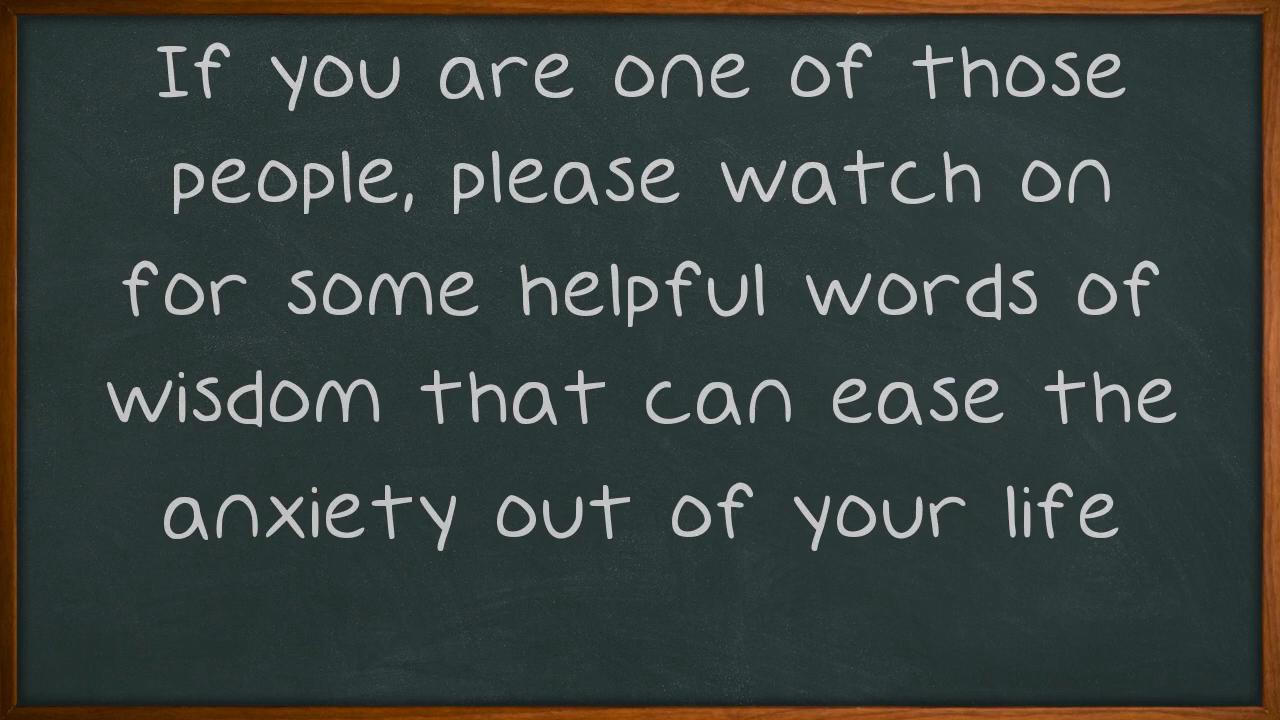 If you are one of those
people, please watch on
for some helpful words of
wisdom that can ease the
anxiety out of your life